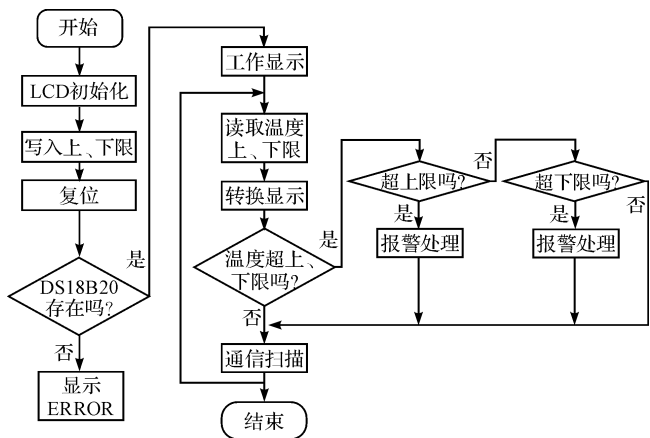 开始
LCD初始化
写入上、下限
复位
DS18B20
存在吗?
是
否
显示
ERROR
工作显示
读取温度
上、下限
转换显示
温度超上、
下限吗?
是
否
通信扫描
结束
超上限吗?
否
是
报警处理
超下限吗?
否
是
报警处理